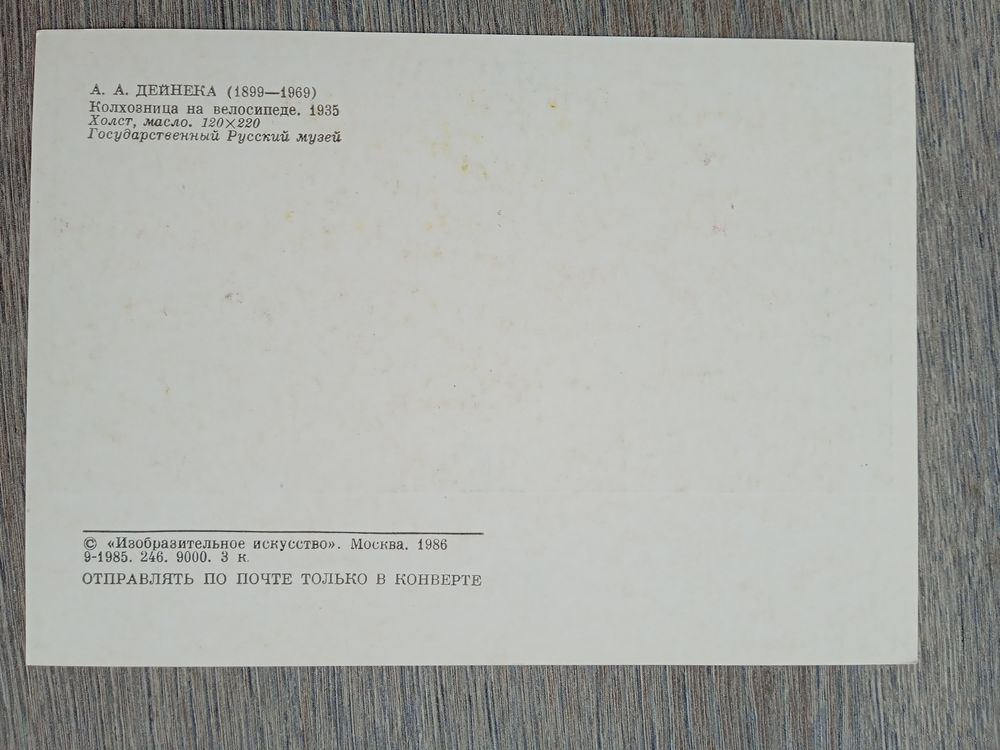 А. А. ДЕЙНЕКА (1899—1969)
Колхозница на велосипеде. 1935
Холст, масло. 120×220
Государственный Русский музей
© «Изобразительное искусство». Москва. 1986
9-1985. 246. 9000. 3 к.
ОТПРАВЛЯТЬ ПО ПОЧТЕ ТОЛЬКО В КОНВЕРТЕ